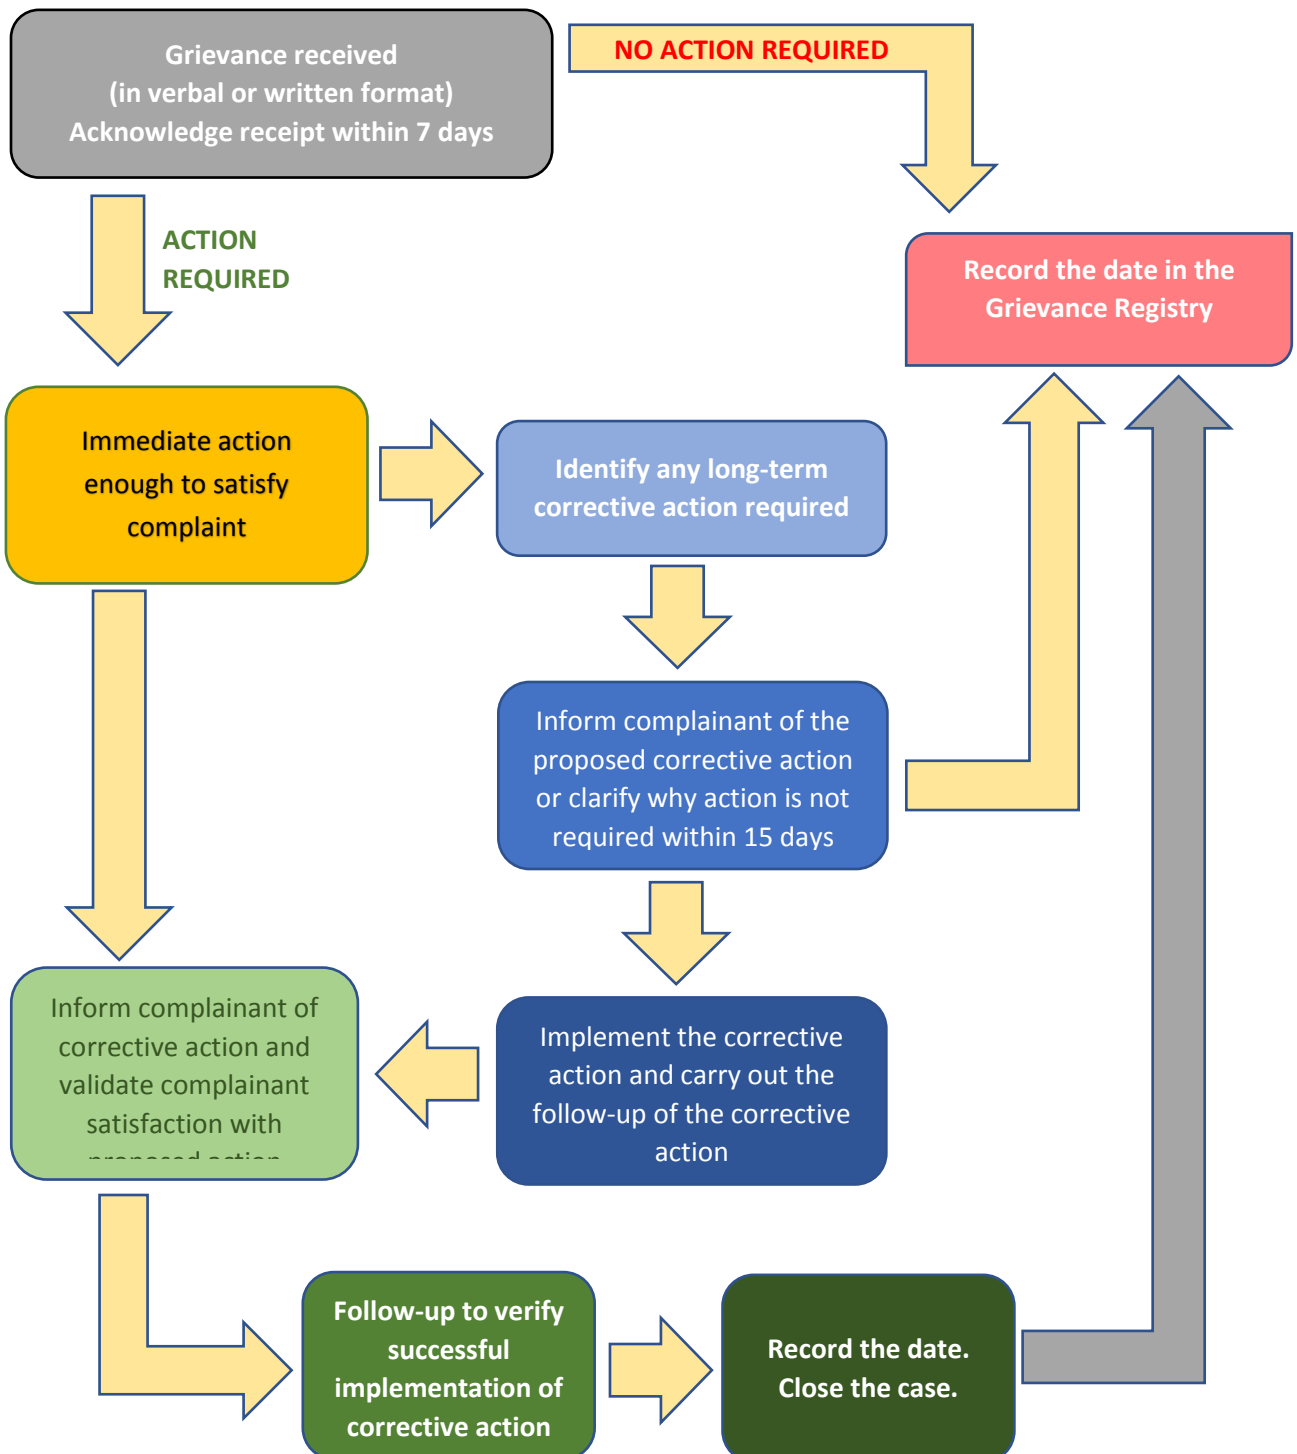 Grievance received
(in verbal or written format)
Acknowledge receipt within 7 days
NO ACTION REQUIRED
ACTION
REQUIRED
Record the date in the
Grievance Registry
Immediate action
enough to satisfy
complaint
Identify any long-term
corrective action required
Inform complainant of the
proposed corrective action
or clarify why action is not
required within 15 days
Inform complainant of
corrective action and
validate complainant
satisfaction with
proposed action
Implement the corrective
action and carry out the
follow-up of the corrective
action
Follow-up to verify
successful
implementation of
corrective action
Record the date.
Close the case.